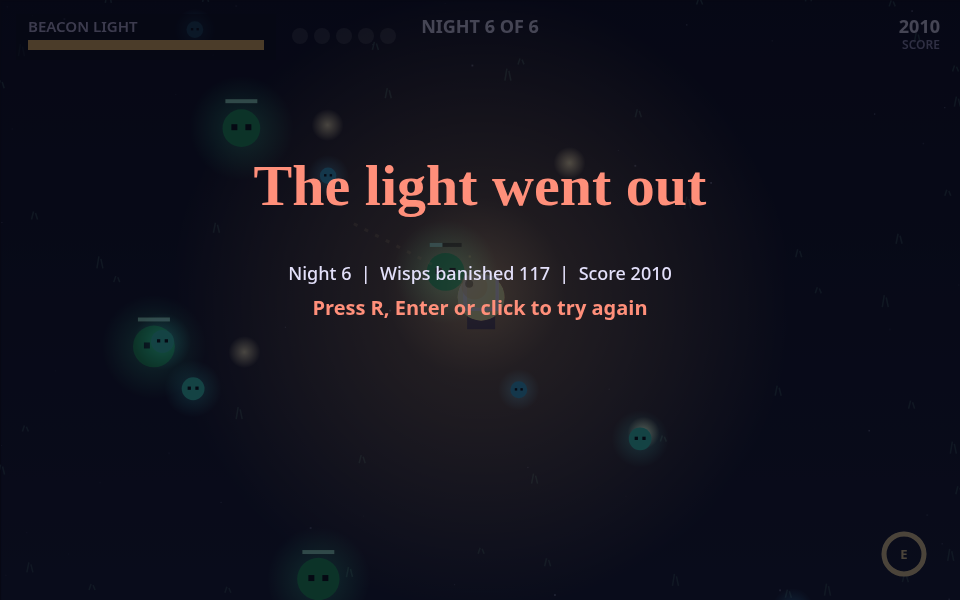 BEACON LIGHT
NIGHT 6 OF 6
2010
SCORE
The light went out
Night 6 | Wisps banished 117 | Score 2010
Press R, Enter or click to try again
E